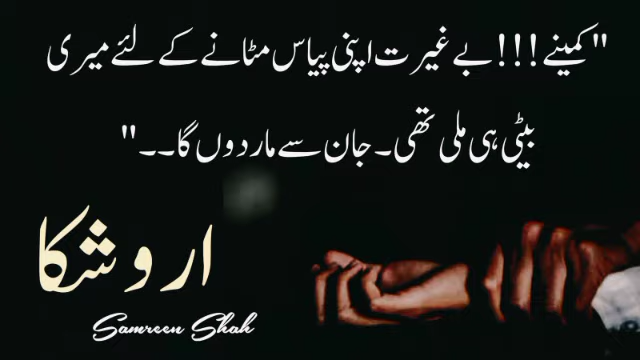 "کمینے!!!بے غیرت اپنی پیاس مٹانے کے لئے میری
بیٹی ہی ملی تھی۔جان سے مار دوں گا۔۔"
اروشکا
Samreen Shah